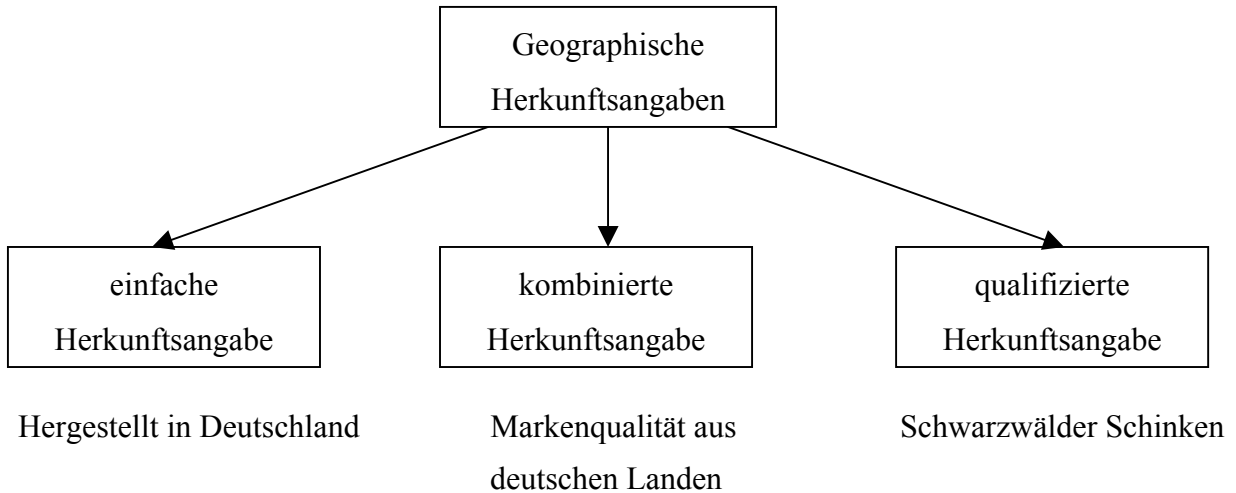 Geographische
Herkunftsangaben
einfache
Herkunftsangabe
kombinierte
Herkunftsangabe
qualifizierte
Herkunftsangabe
Hergestellt in Deutschland
Markenqualität aus
deutschen Landen
Schwarzwälder Schinken